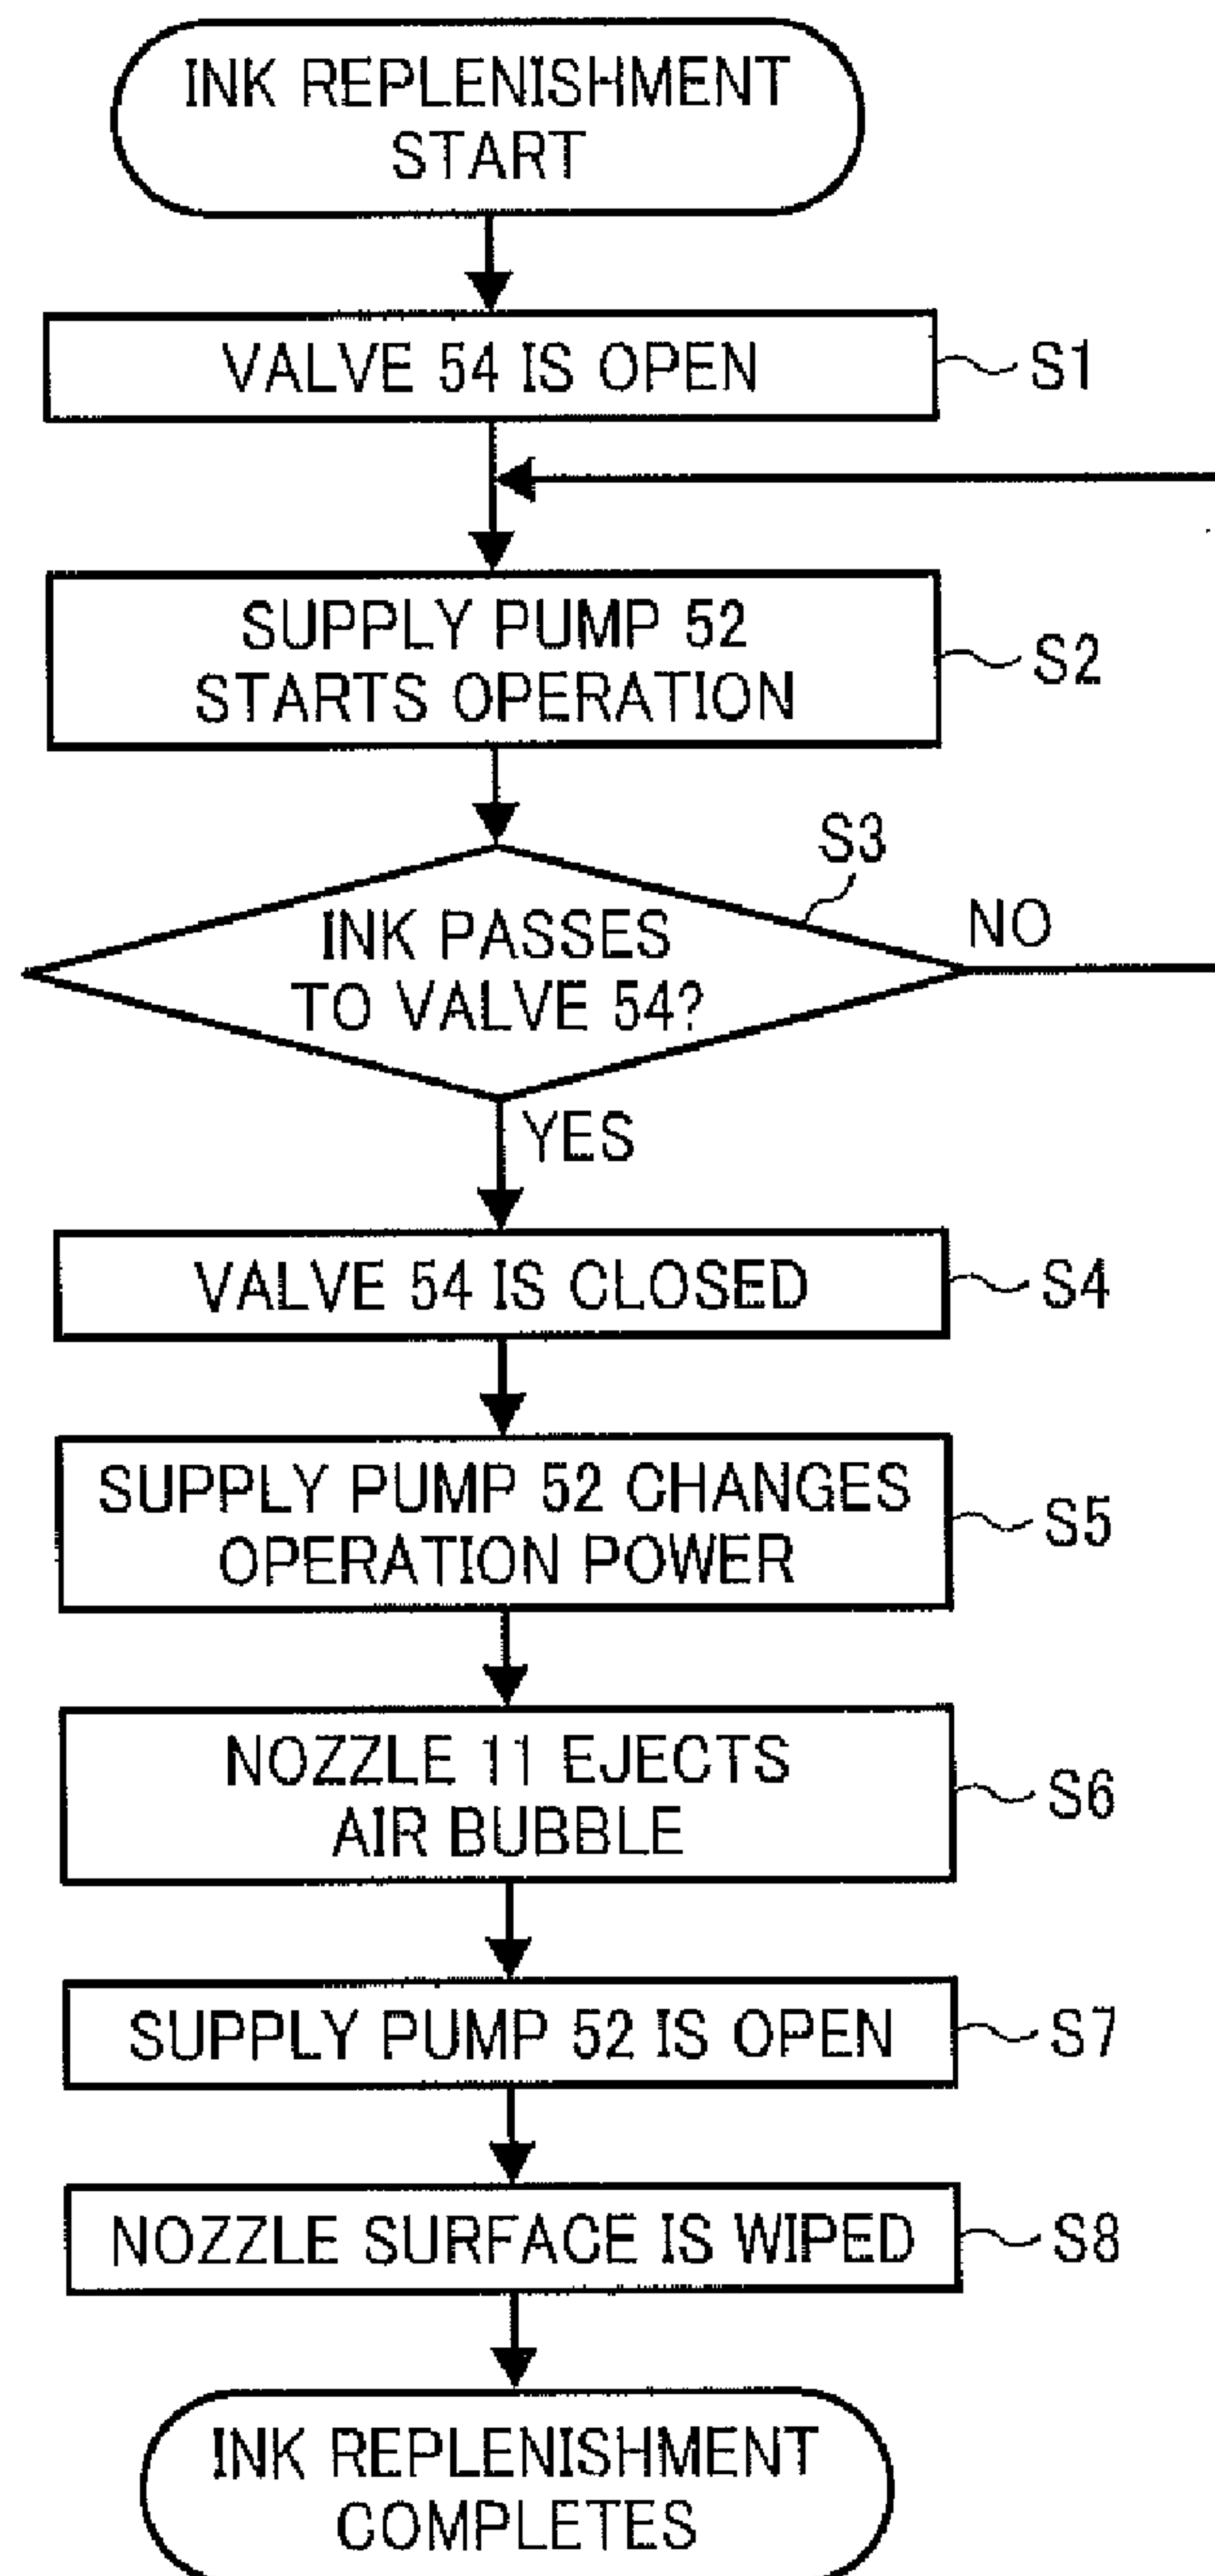 INK REPLENISHMENT
START
VALVE 54 IS OPEN
S1
SUPPLY PUMP 52
STARTS OPERATION
S2
S3
INK PASSES
TO VALVE 54?
NO
YES
VALVE 54 IS CLOSED
S4
SUPPLY PUMP 52 CHANGES
OPERATION POWER
S5
NOZZLE 11 EJECTS
AIR BUBBLE
S6
SUPPLY PUMP 52 IS OPEN
S7
NOZZLE SURFACE IS WIPED
S8
INK REPLENISHMENT
COMPLETES